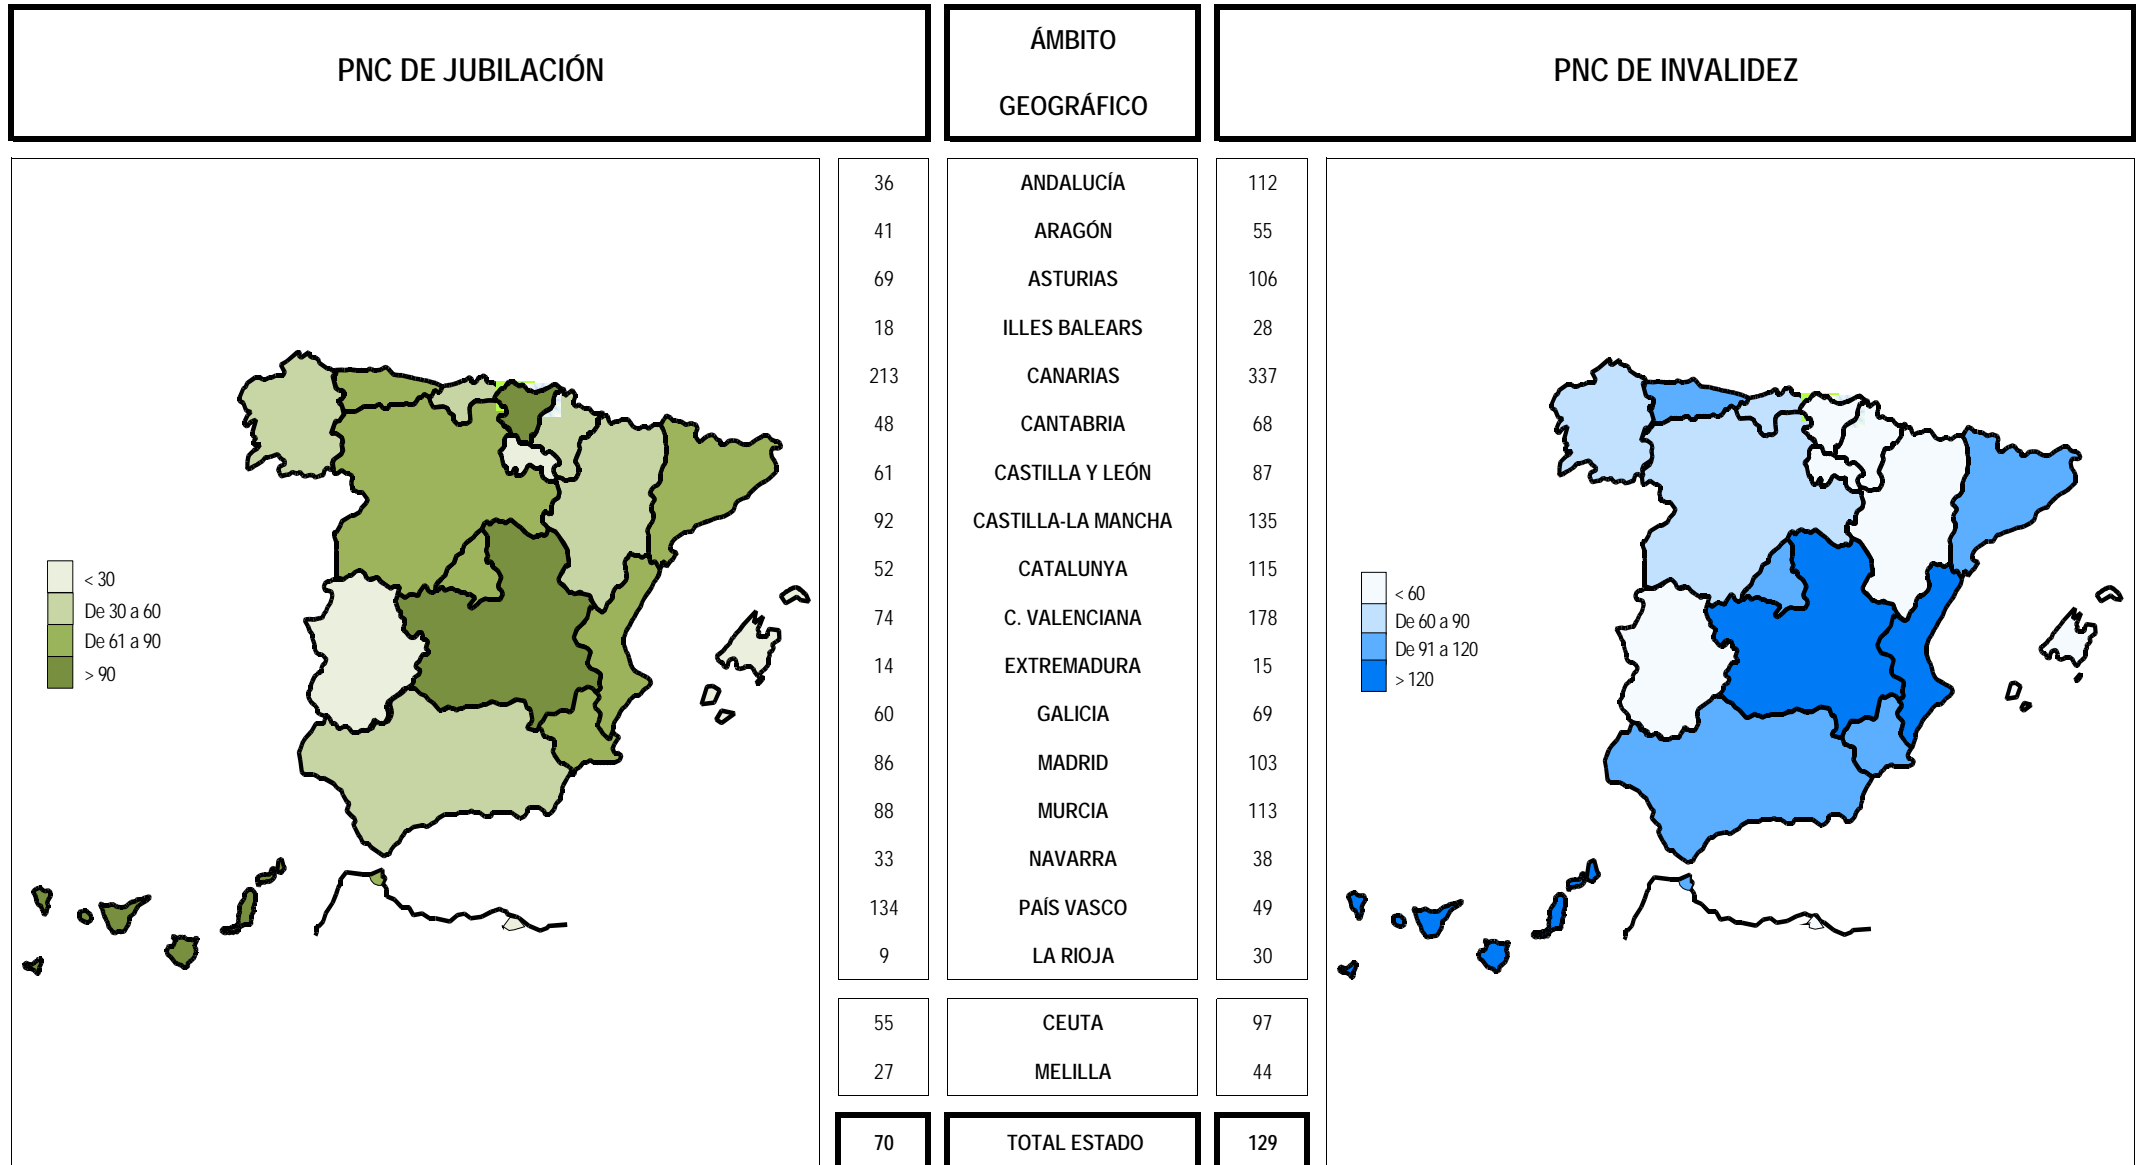 PNC DE JUBILACIÓN
ÁMBITO
GEOGRÁFICO
PNC DE INVALIDEZ
36 ANDALUCÍA 112
41 ARAGÓN 55
69 ASTURIAS 106
18 ILLES BALEARS 28
213 CANARIAS 337
48 CANTABRIA 68
61 CASTILLA Y LEÓN 87
92 CASTILLA-LA MANCHA 135
52 CATALUNYA 115
74 C. VALENCIANA 178
14 EXTREMADURA 15
60 GALICIA 69
86 MADRID 103
88 MURCIA 113
33 NAVARRA 38
134 PAÍS VASCO 49
9 LA RIOJA 30
55 CEUTA 97
27 MELILLA 44
70 TOTAL ESTADO 129
< 30
De 30 a 60
De 61 a 90
> 90
< 60
De 60 a 90
De 91 a 120
> 120